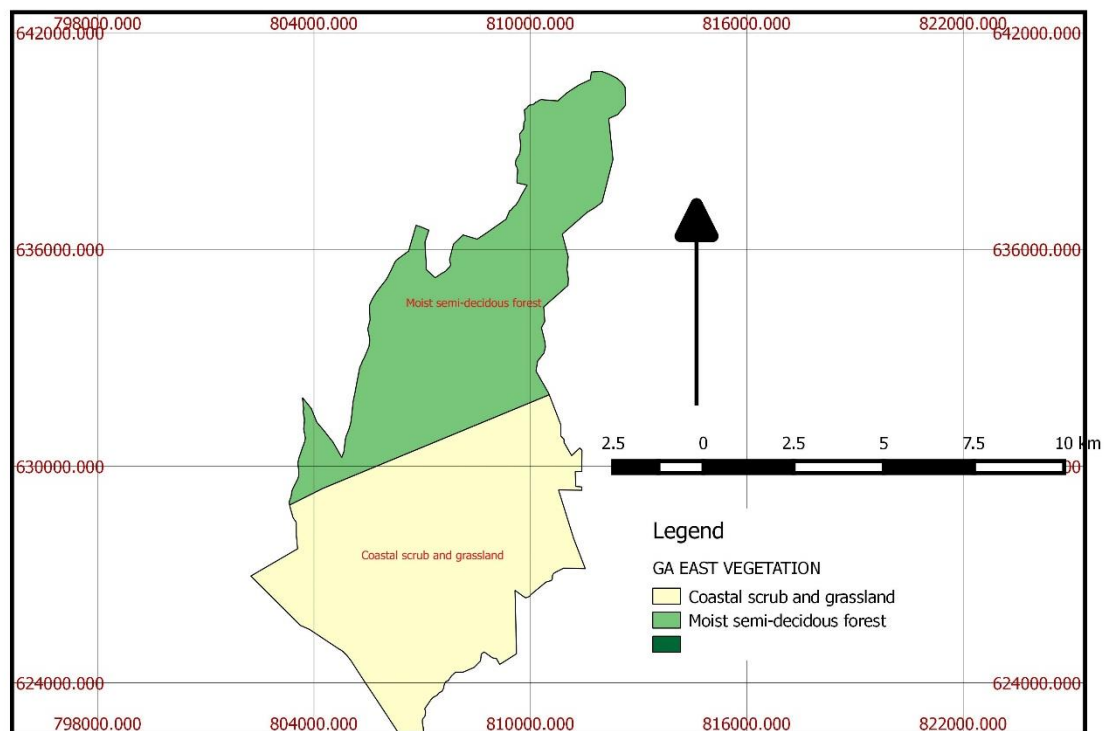 798000.000 804000.000 810000.000 816000.000 822000.000
642000.000 642000.000
636000.000 636000.000
Moist semi-decidous forest
2.5 0 2.5 5 7.5 10 km
630000.000
Legend
Coastal scrub and grassland
GA EAST VEGETATION
Coastal scrub and grassland
Moist semi-decidous forest
624000.000 624000.000
798000.000 804000.000 810000.000 816000.000 822000.000